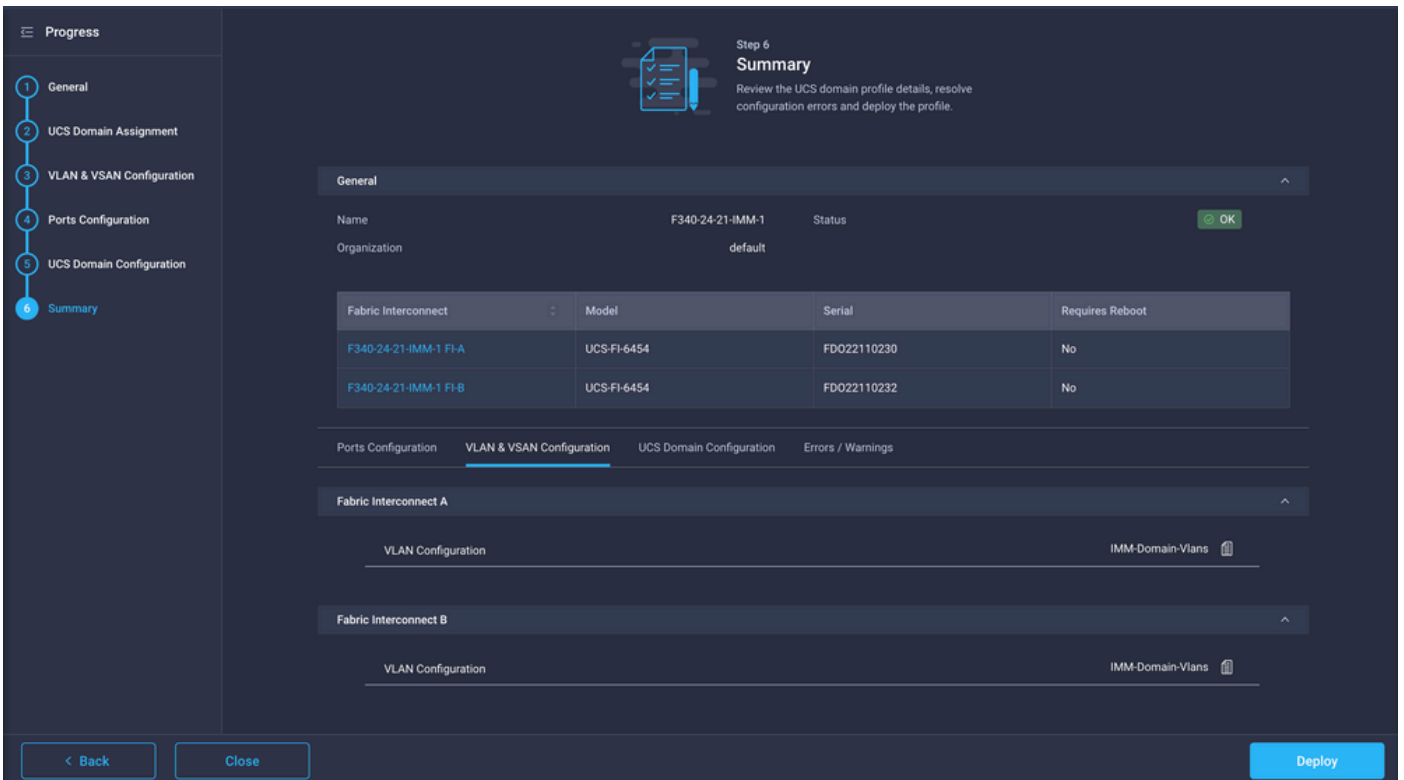 Progress
1 General
2 UCS Domain Assignment
3 VLAN & VSAN Configuration
4 Ports Configuration
5 UCS Domain Configuration
6 Summary
Step 6
Summary
Review the UCS domain profile details, resolve
configuration errors and deploy the profile.
General
Name F340-24-21-IMM-1 Status OK
Organization default
Fabric Interconnect Model Serial Requires Reboot
F340-24-21-IMM-1 FI-A UCS-FI-6454 FDO22110230 No
F340-24-21-IMM-1 FI-B UCS-FI-6454 FDO22110232 No
Ports Configuration VLAN & VSAN Configuration UCS Domain Configuration Errors / Warnings
Fabric Interconnect A
VLAN Configuration IMM-Domain-Vlans
Fabric Interconnect B
VLAN Configuration IMM-Domain-Vlans
< Back Close Deploy